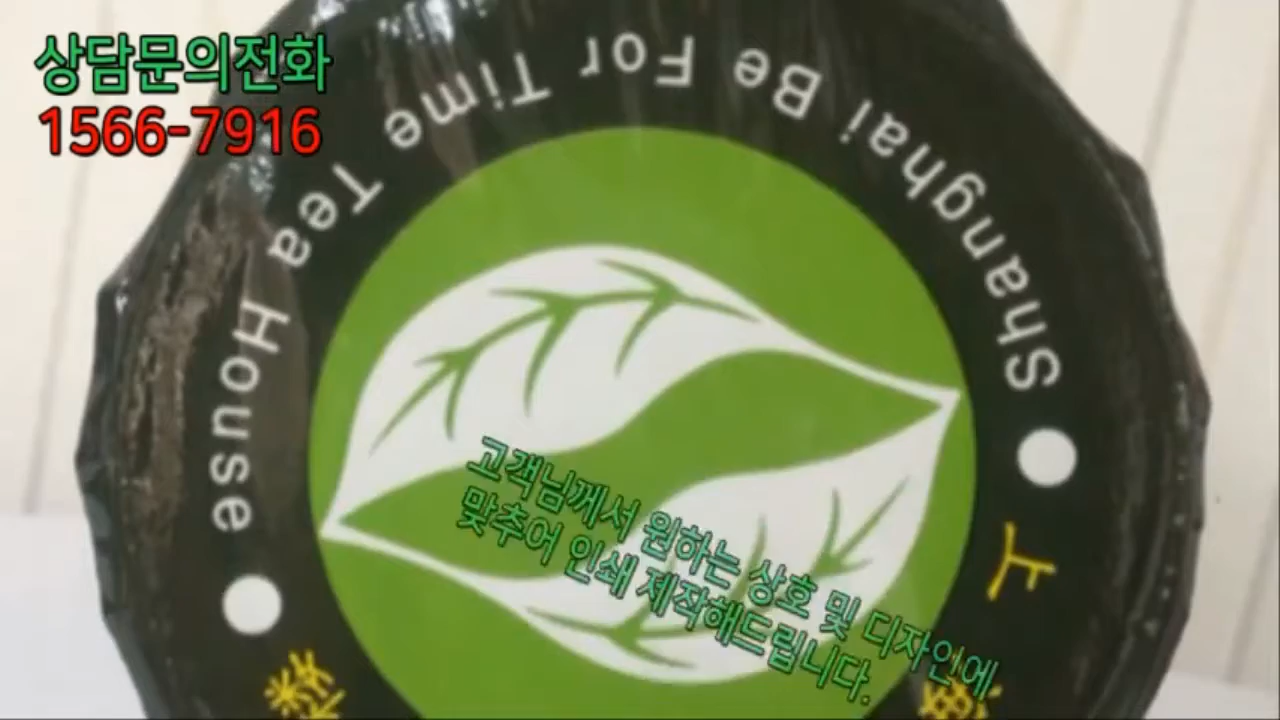 상담문의전화
1566-7916
Shanghai Be For Time Tea House
고객님께서 원하는 상호 및 디자인에
맞추어 인쇄 제작해드립니다.
上